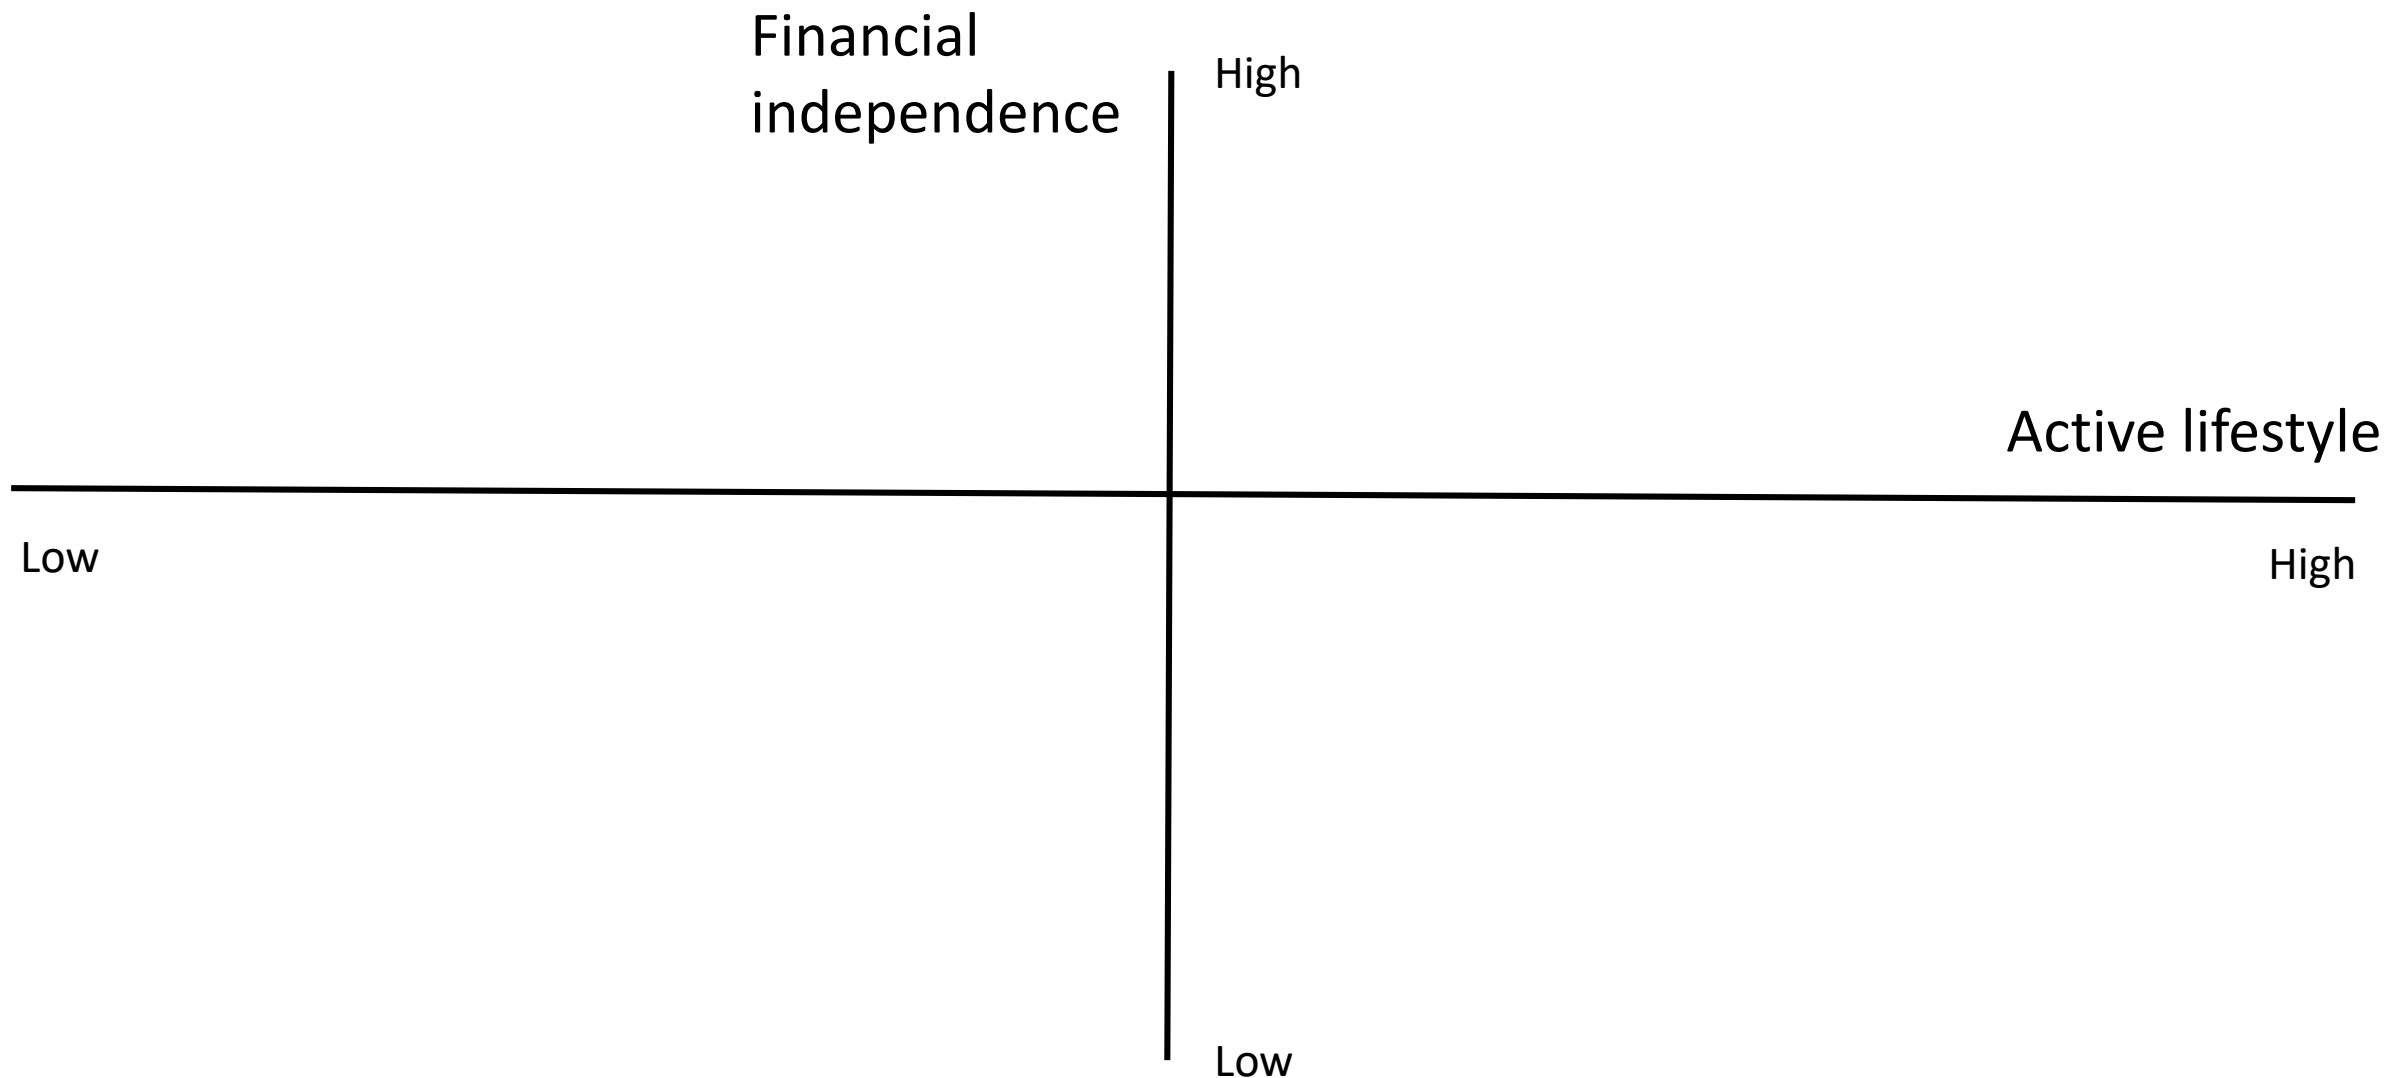 Financial
independence
High
Active lifestyle
Low
High
Low